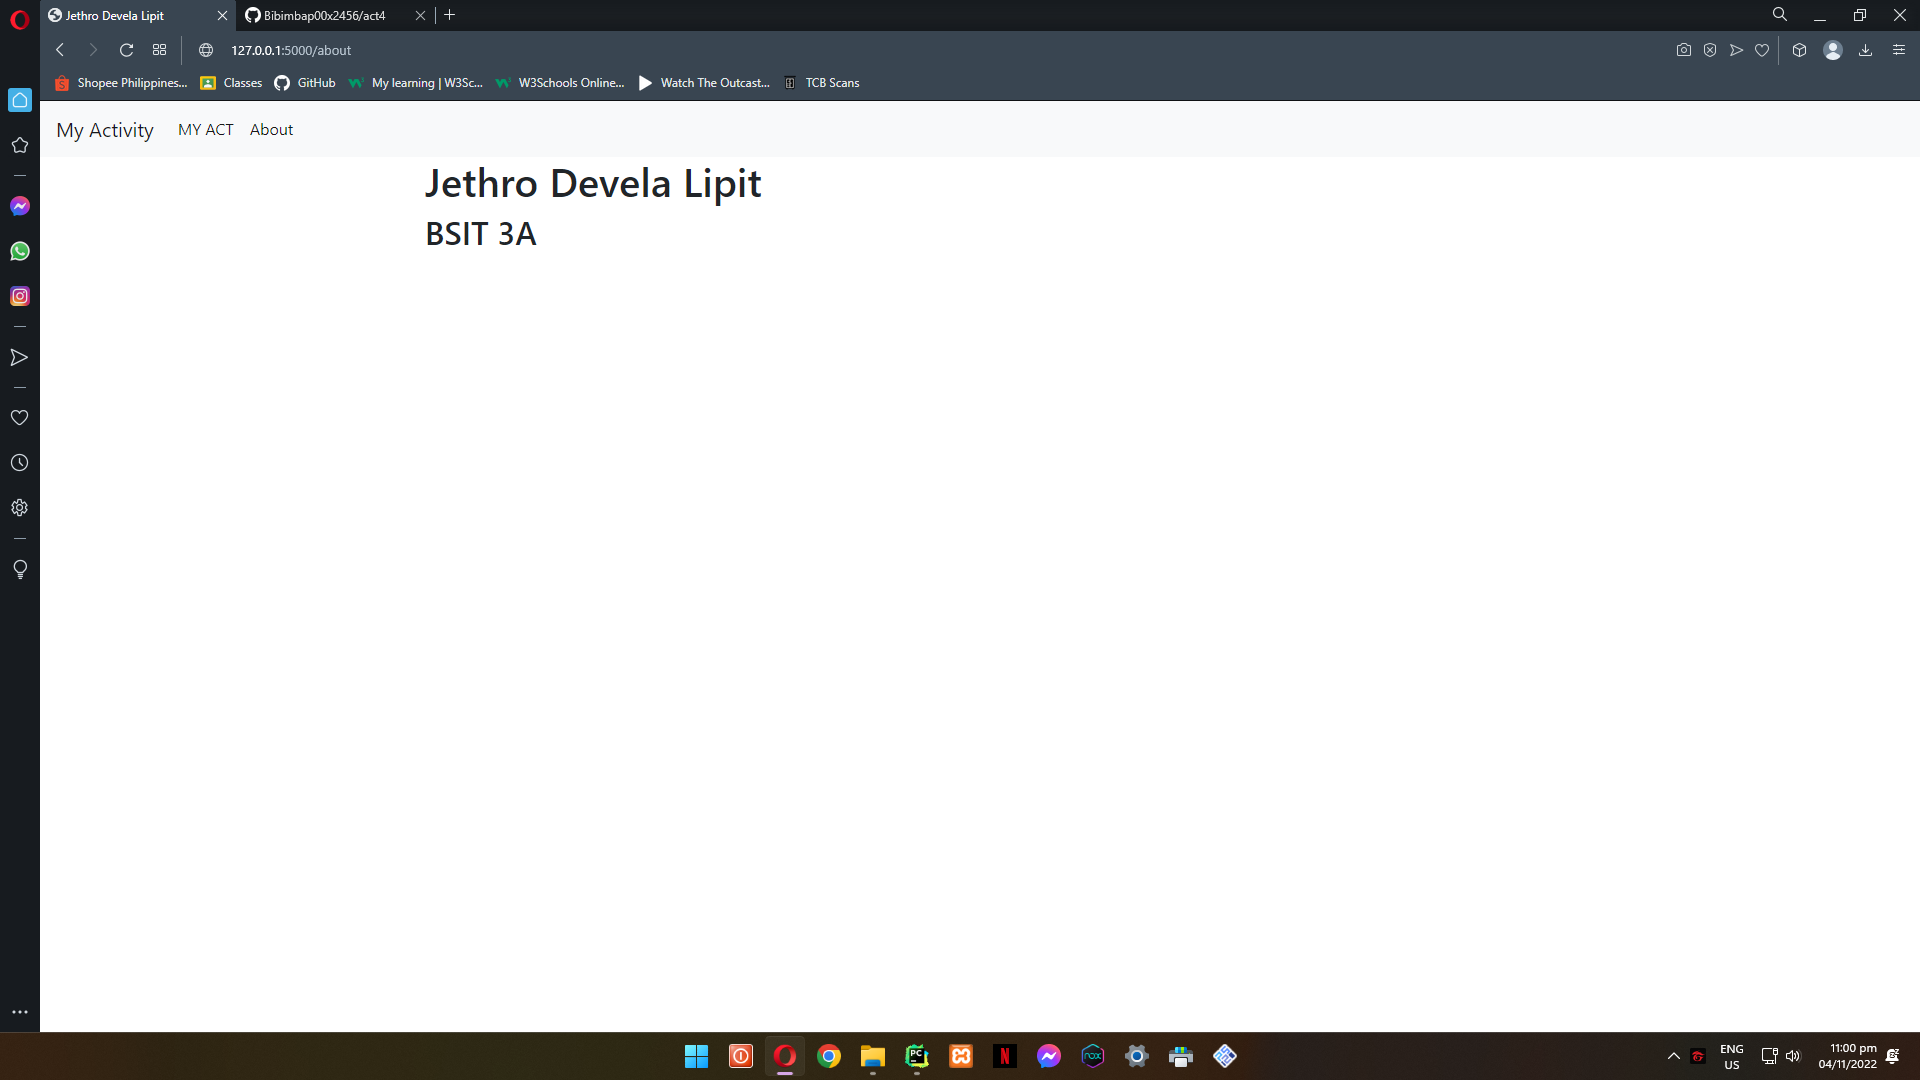 Jethro Devela Lipit
Bibimbap00x2456/act4
127.0.0.1:5000/about
Shopee Philippines...
Classes
GitHub
My learning | W3Sc...
W3Schools Online...
Watch The Outcast...
TCB Scans
My Activity
MY ACT
About
Jethro Devela Lipit
BSIT 3A
PC
N
nox
ENG
US
11:00 pm
04/11/2022